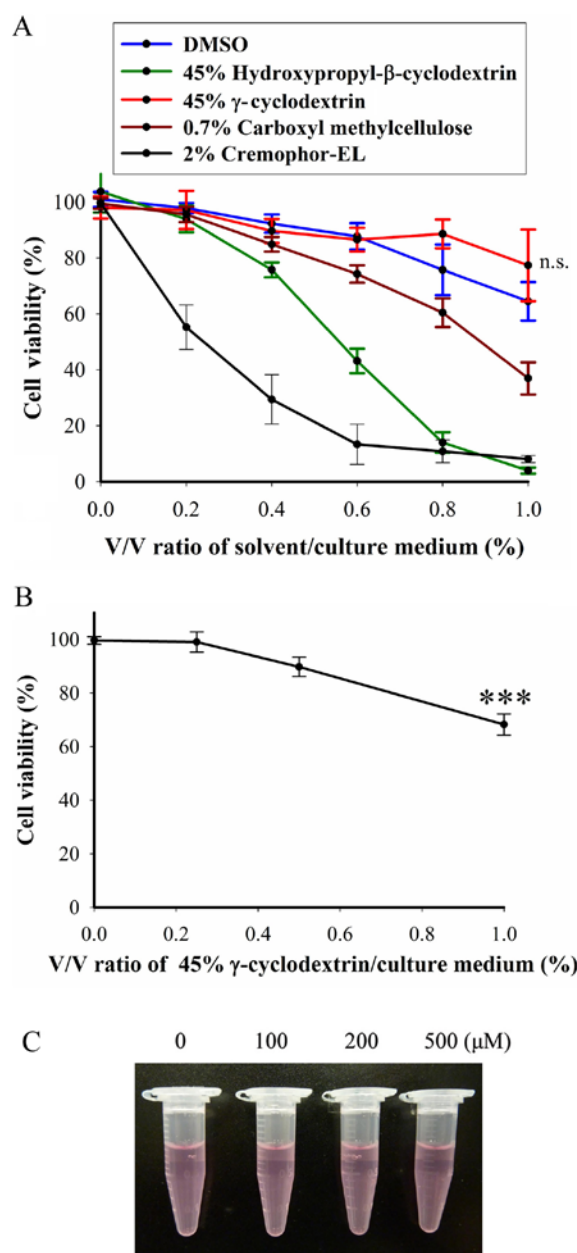 A
DMSO
45% Hydroxypropyl-β-cyclodextrin
45% γ-cyclodextrin
0.7% Carboxyl methylcellulose
2% Cremophor-EL
100
80
60
40
20
0
Cell viability (%)
n.s.
0.0 0.2 0.4 0.6 0.8 1.0
V/V ratio of solvent/culture medium (%)
B
100
80
60
40
20
0
Cell viability (%)
***
0.0 0.2 0.4 0.6 0.8 1.0
V/V ratio of 45% γ-cyclodextrin/culture medium (%)
C
0 100 200 500 (μM)